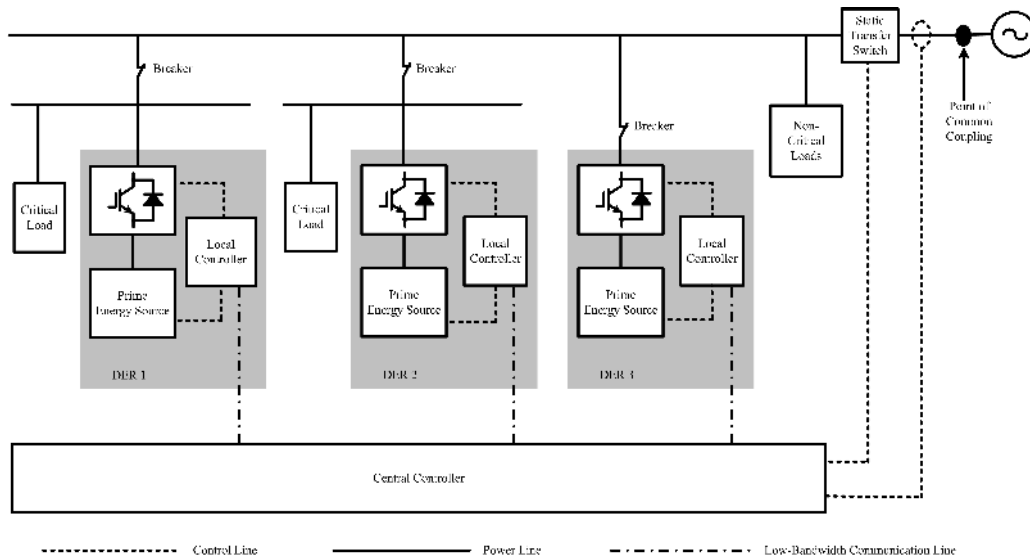 Static
Transfer
Switch
Breaker
Breaker
Breaker
Point of
Common
Coupling
Non-
Critical
Loads
Critical
Load
Critical
Load
Local
Controller
Local
Controller
Local
Controller
Prime
Energy Source
Prime
Energy Source
Prime
Energy Source
DER 1
DER 2
DER 3
Central Controller
Control Line
Power Line
Low-Bandwidth Communication Line